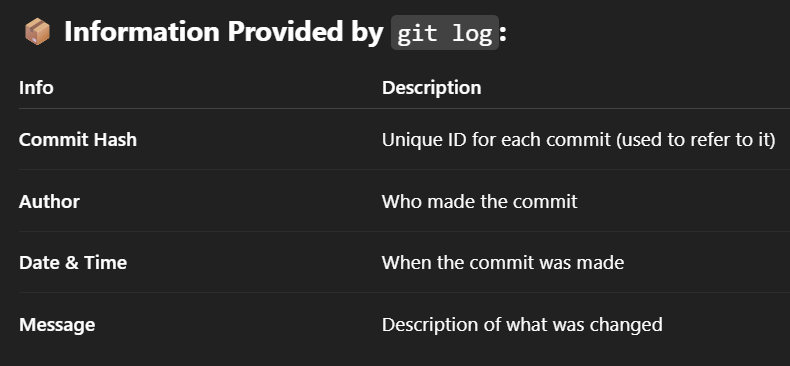 📦 Information Provided by git log:
Info Description
Commit Hash Unique ID for each commit (used to refer to it)
Author Who made the commit
Date & Time When the commit was made
Message Description of what was changed